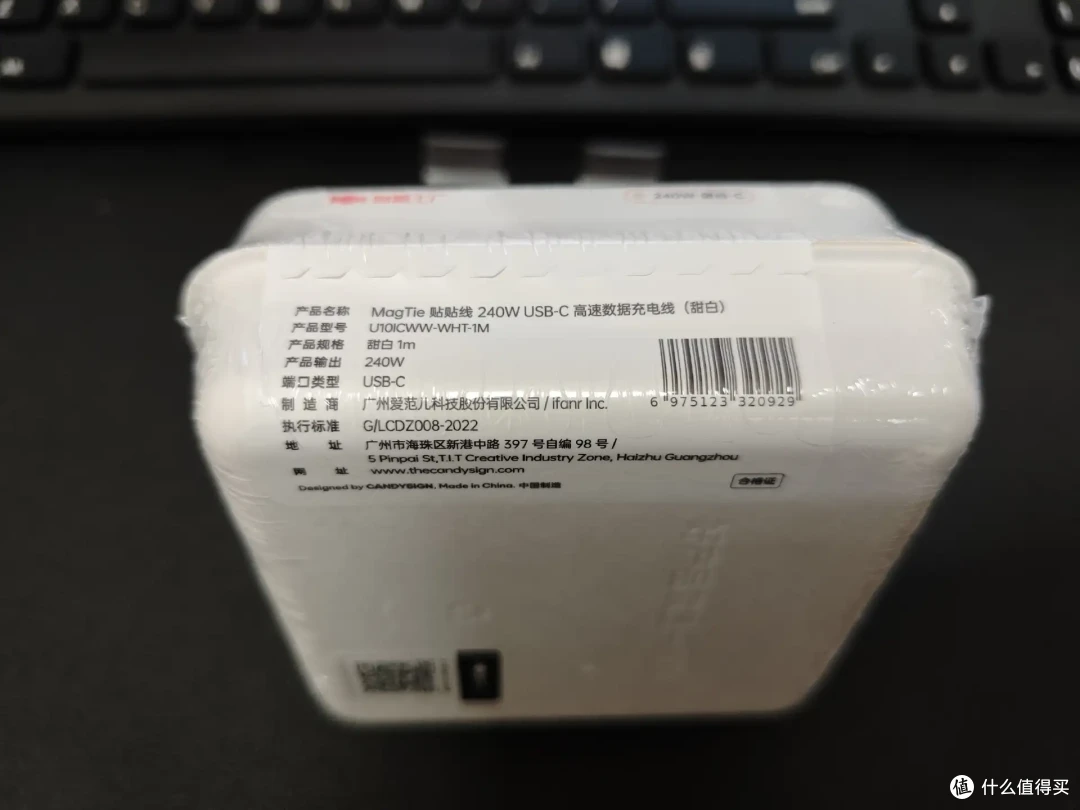 240W
产品名称 MagTie 贴贴线 240W USB-C 高速数据充电线（甜白）
产品型号 U10ICWW-WHT-1M
产品规格 甜白 1m
产品输出 240W
端口类型 USB-C
制 造 商 广州爱范儿科技股份有限公司 / ifanr Inc.
执行标准 G/LCDZ008-2022
地 址 广州市海珠区新港中路 397 号自编 98 号 /
5 Pinpai St,T.I.T Creative Industry Zone, Haizhu Guangzhou
网 址 www.thecandysign.com
Designed by CANDYSIGN, Made in China. 中国制造
6 975123 320929
合格证
值 什么值得买